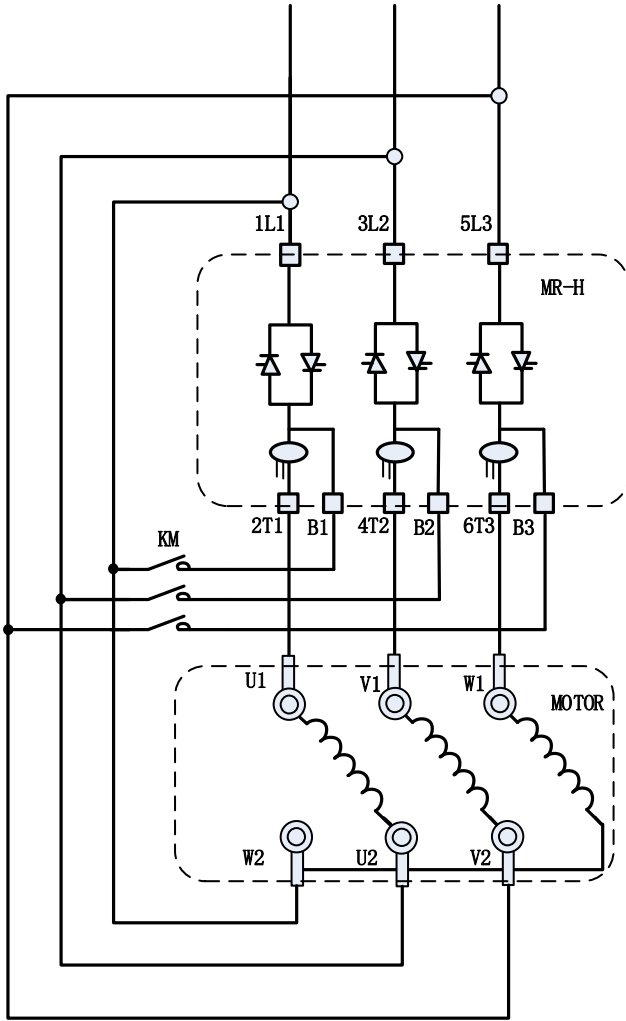 1L1 3L2 5L3
MR-H
2T1 B1 4T2 B2 6T3 B3
KM
U1 V1 W1
MOTOR
W2 U2 V2